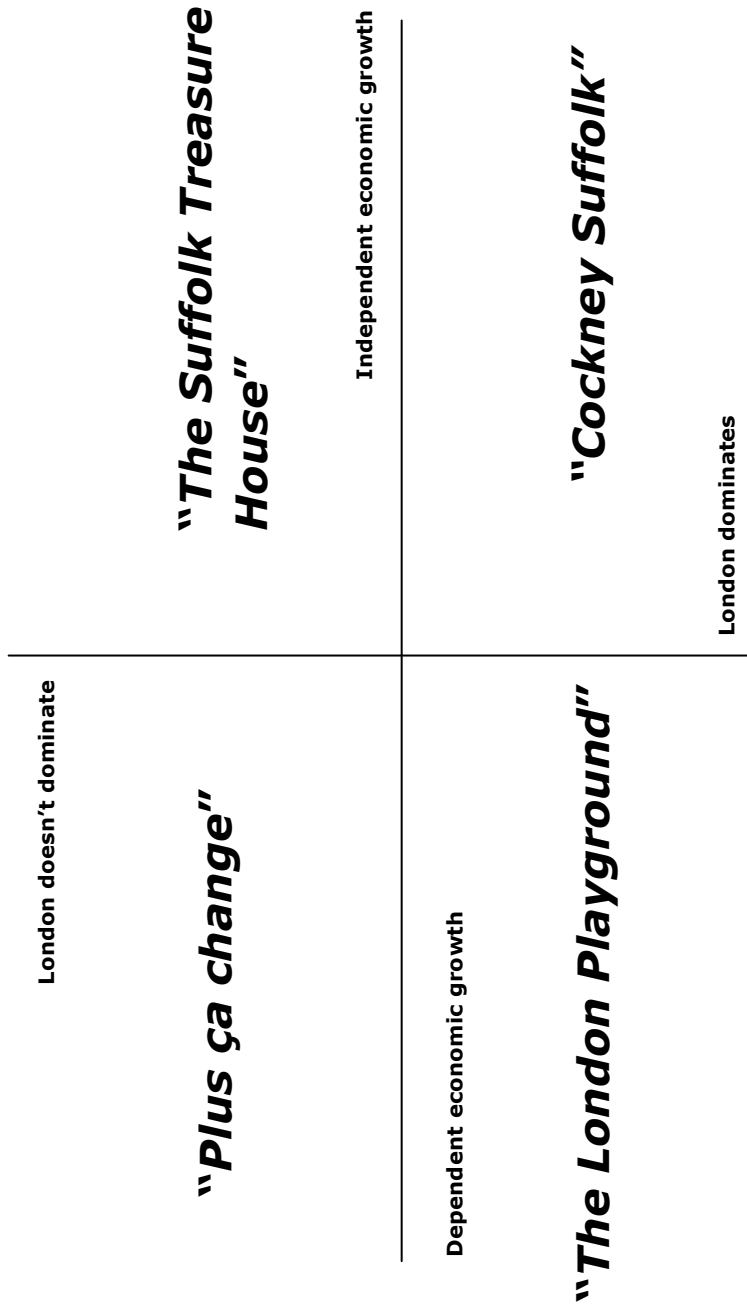 London doesn’t dominate
“Plus ça change”
“The Suffolk Treasure
House”
Independent economic growth
Dependent economic growth
“The London Playground”
“Cockney Suffolk”
London dominates